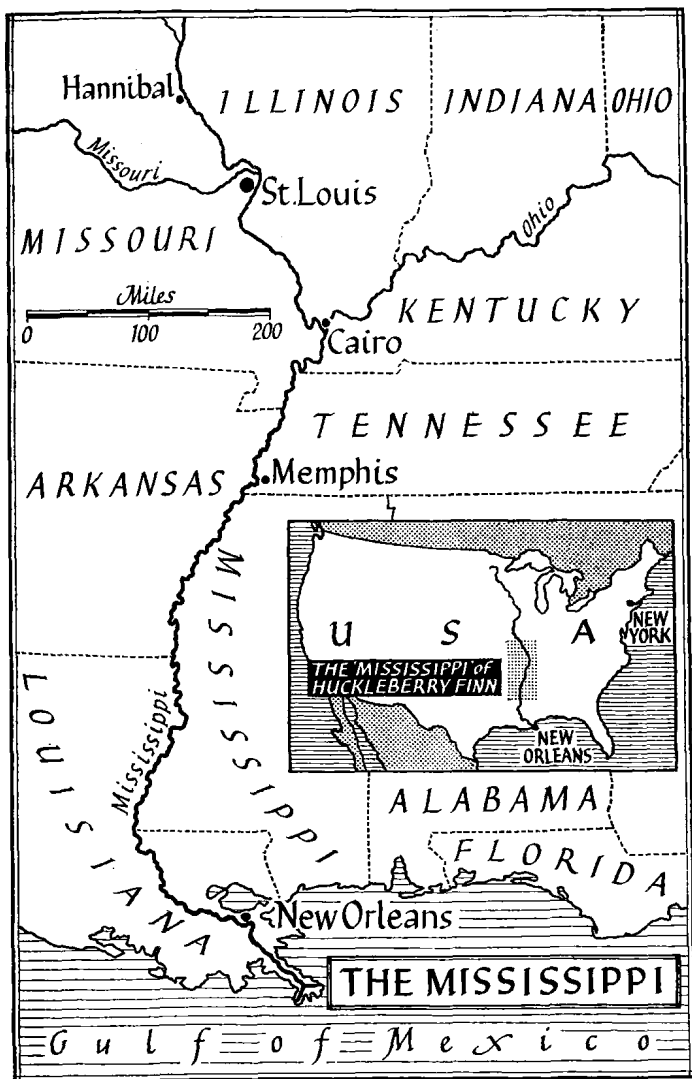 Hannibal
ILLINOIS
INDIANA
OHIO
Missouri
St.Louis
Ohio
MISSOURI
Miles
0 100 200
KENTUCKY
Cairo
TENNESSEE
ARKANSAS
Memphis
MISSISSIPPI
U S A
NEW
YORK
THE 'MISSISSIPPI' of
HUCKLEBERRY FINN
NEW
ORLEANS
LOUISIANA
Mississippi
ALABAMA
FLORIDA
New Orleans
THE MISSISSIPPI
Gulf of Mexico